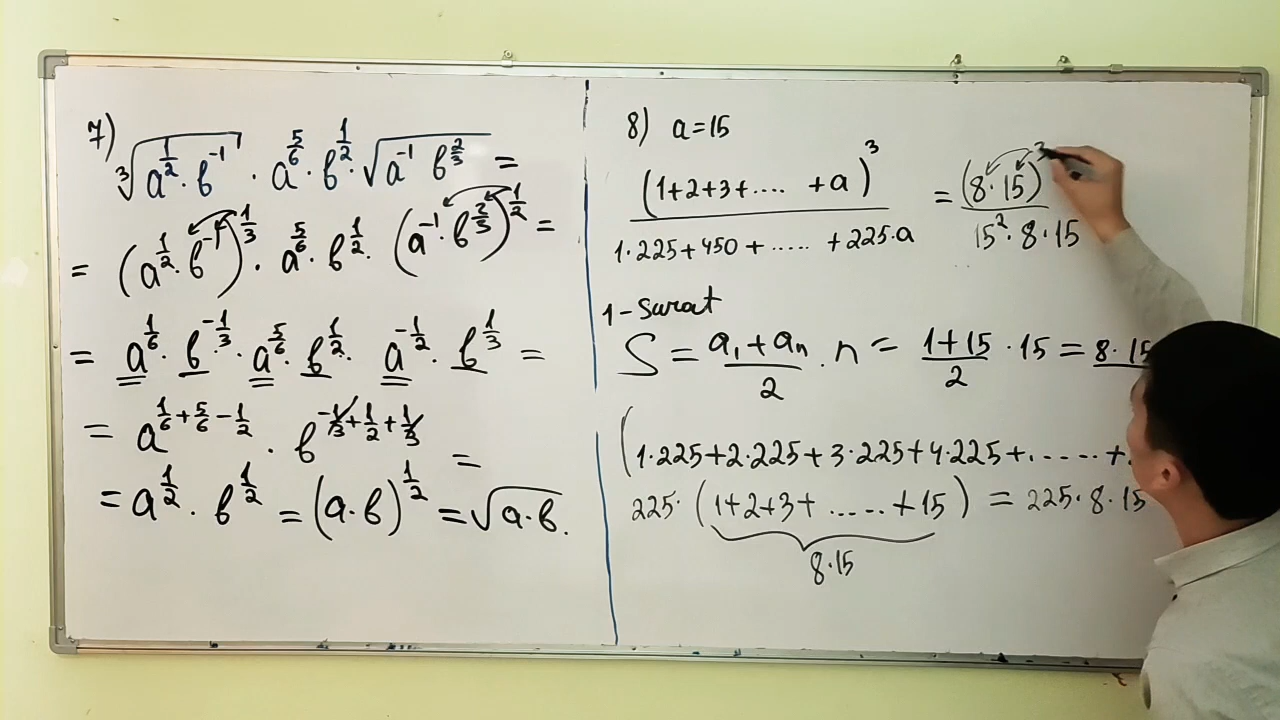 7)
∛(a^(1/2)·b^(-1)) · a^(5/6) · b^(1/2) · √(a^(-1) b^(2/3)) =
= (a^(1/2)·b^(-1))^(1/3) · a^(5/6) · b^(1/2) · (a^(-1)·b^(2/3))^(1/2) =
= a^(1/6) · b^(-1/3) · a^(5/6) · b^(1/2) · a^(-1/2) · b^(1/3) =
= a^(1/6+5/6-1/2) · b^(-1/3+1/2+1/3) =
= a^(1/2) · b^(1/2) = (a·b)^(1/2) = √(a·b).
8) a=15
(1+2+3+.... +a)^3 / (1·225+450+..... +225·a) = (8·15)^3 / (15^2·8·15)
1-Surat
S = (a₁+aₙ)/2 · n = (1+15)/2 · 15 = 8·15
(1·225+2·225+3·225+4·225+.....+
225·(1+2+3+.....+15) = 225·8·15
8·15